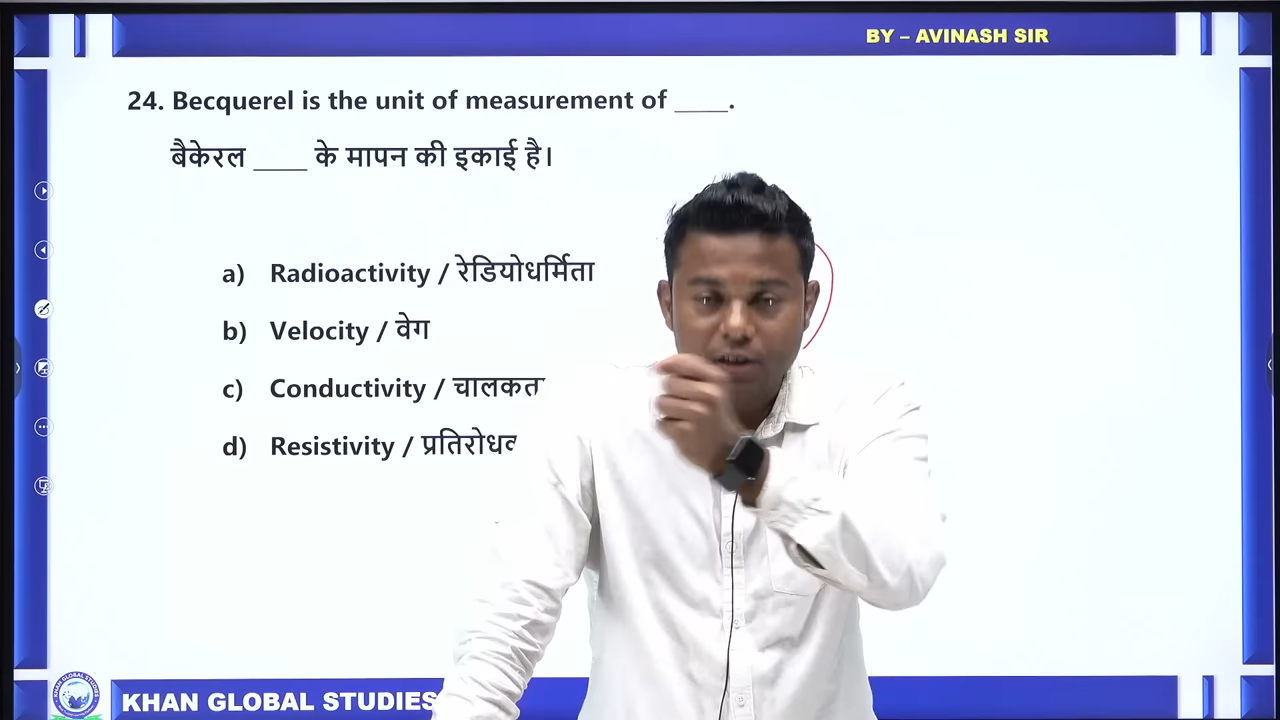 BY – AVINASH SIR
24. Becquerel is the unit of measurement of ____.
बैकेरल ____ के मापन की इकाई है।
a) Radioactivity / रेडियोधर्मिता
b) Velocity / वेग
c) Conductivity / चालकता
d) Resistivity /
KHAN GLOBAL STUDIES